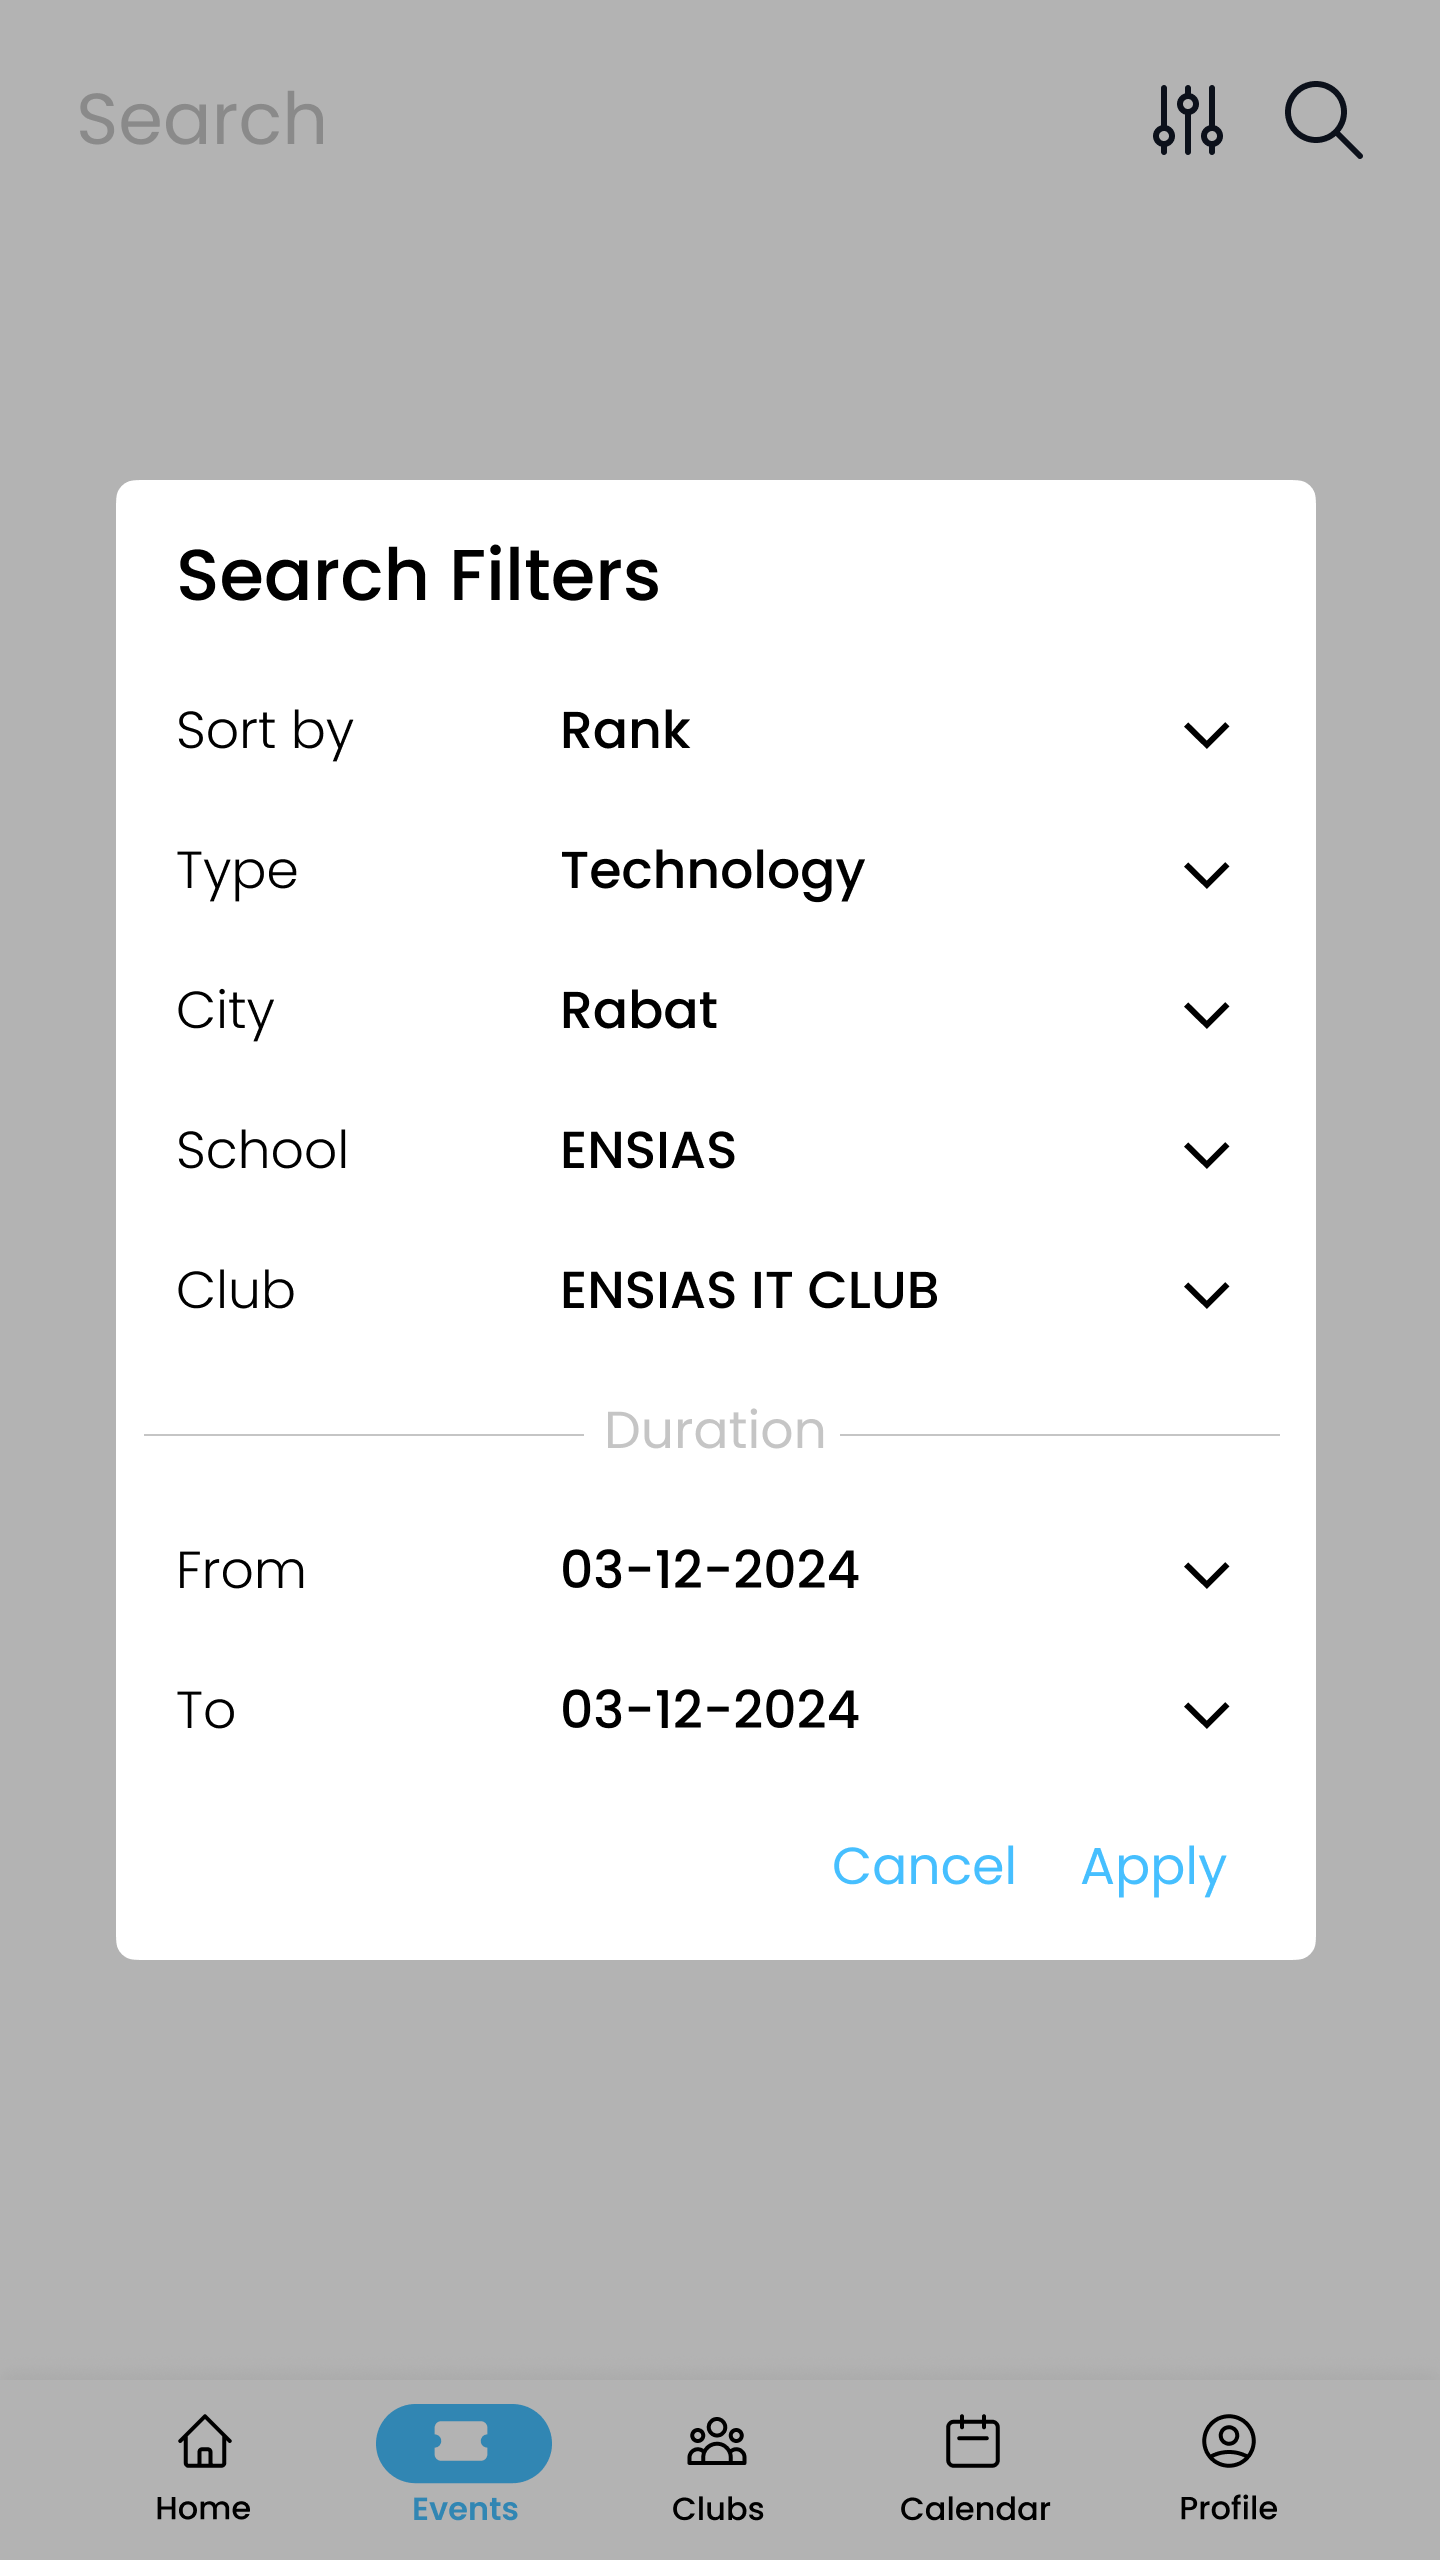 Search
Search Filters
Sort by Rank
Type Technology
City Rabat
School ENSIAS
Club ENSIAS IT CLUB
Duration
From 03-12-2024
To 03-12-2024
Cancel Apply
Home Events Clubs Calendar Profile